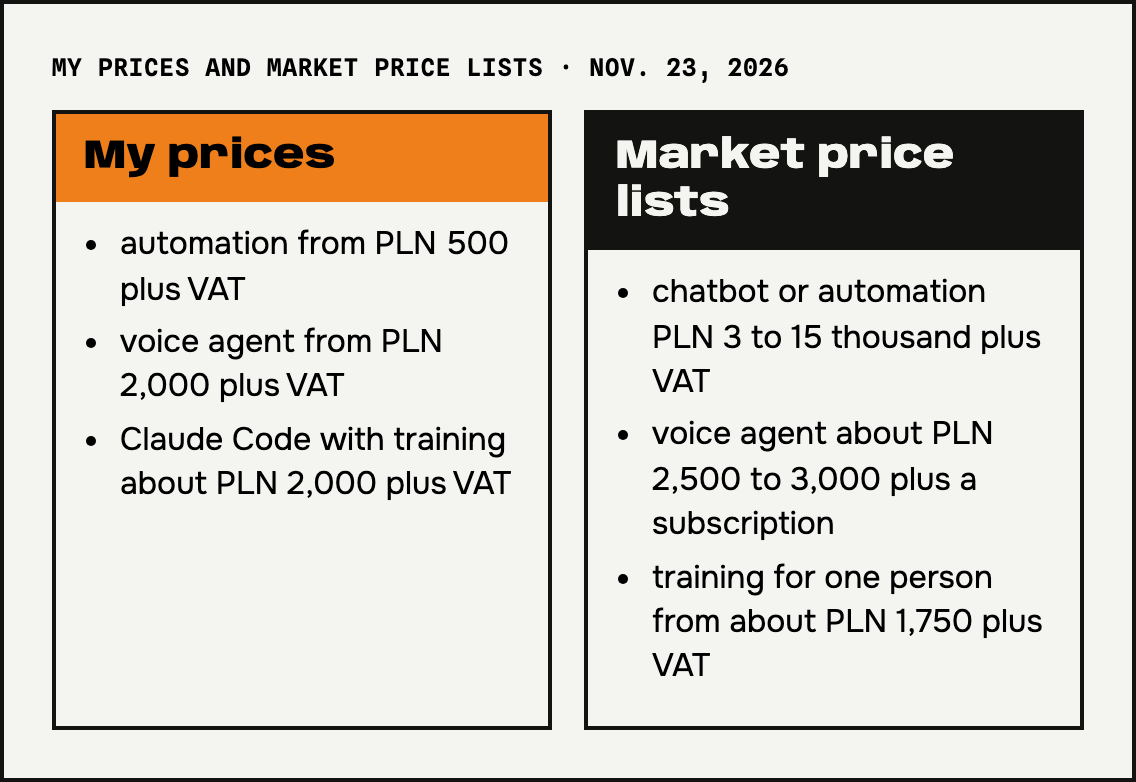 MY PRICES AND MARKET PRICE LISTS · NOV. 23, 2026
My prices
• automation from PLN 500
plus VAT
• voice agent from PLN
2,000 plus VAT
• Claude Code with training
about PLN 2,000 plus VAT
Market price
lists
• chatbot or automation
PLN 3 to 15 thousand plus
VAT
• voice agent about PLN
2,500 to 3,000 plus a
subscription
• training for one person
from about PLN 1,750 plus
VAT